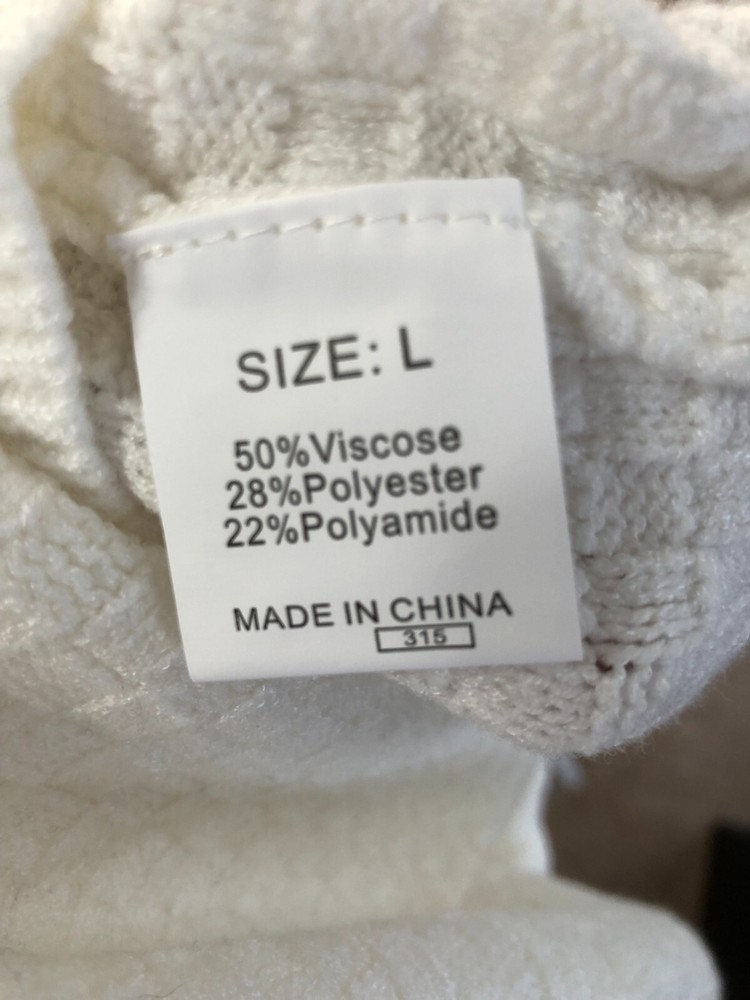 SIZE: L
50%Viscose
28%Polyester
22%Polyamide
MADE IN CHINA
315